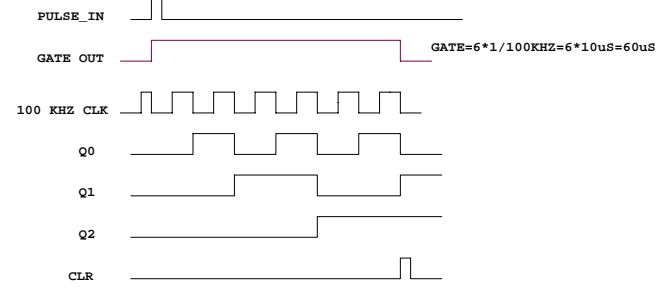 PULSE_IN
GATE OUT
GATE=6*1/100KHZ=6*10uS=60uS
100 KHZ CLK
Q0
Q1
Q2
CLR